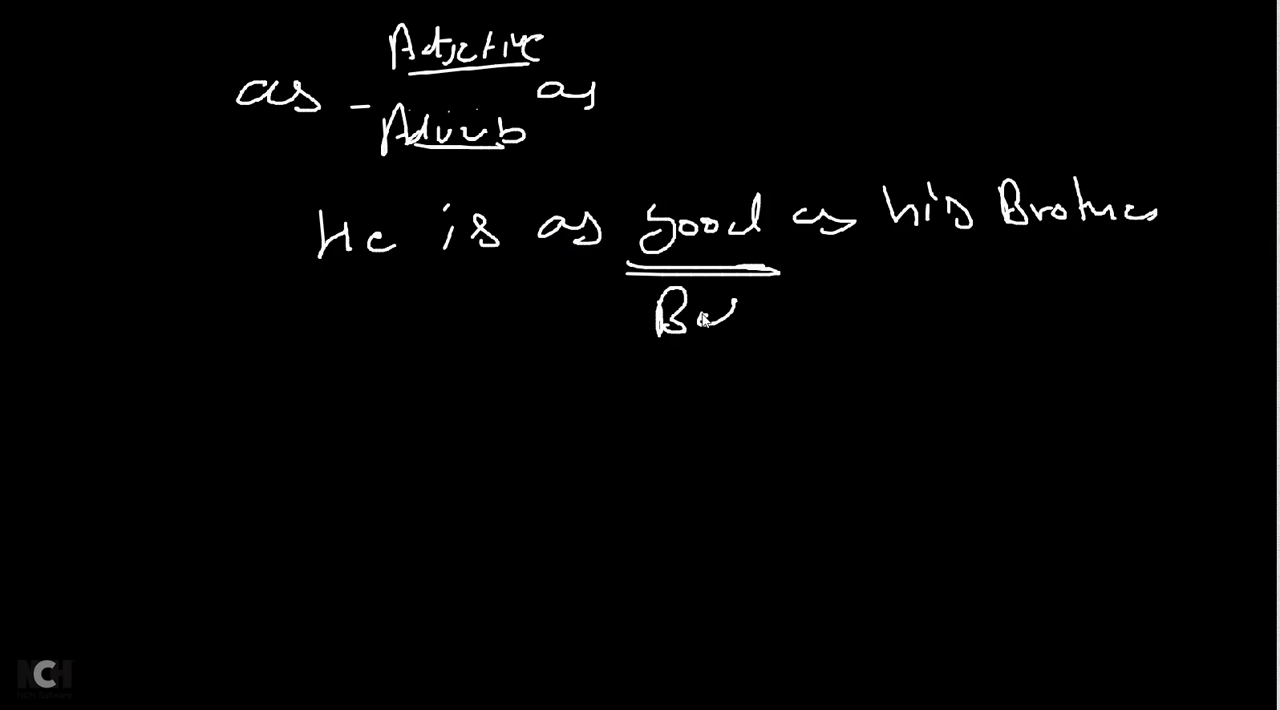 Adjective
as - as
Adverb
He is as good as his Brother